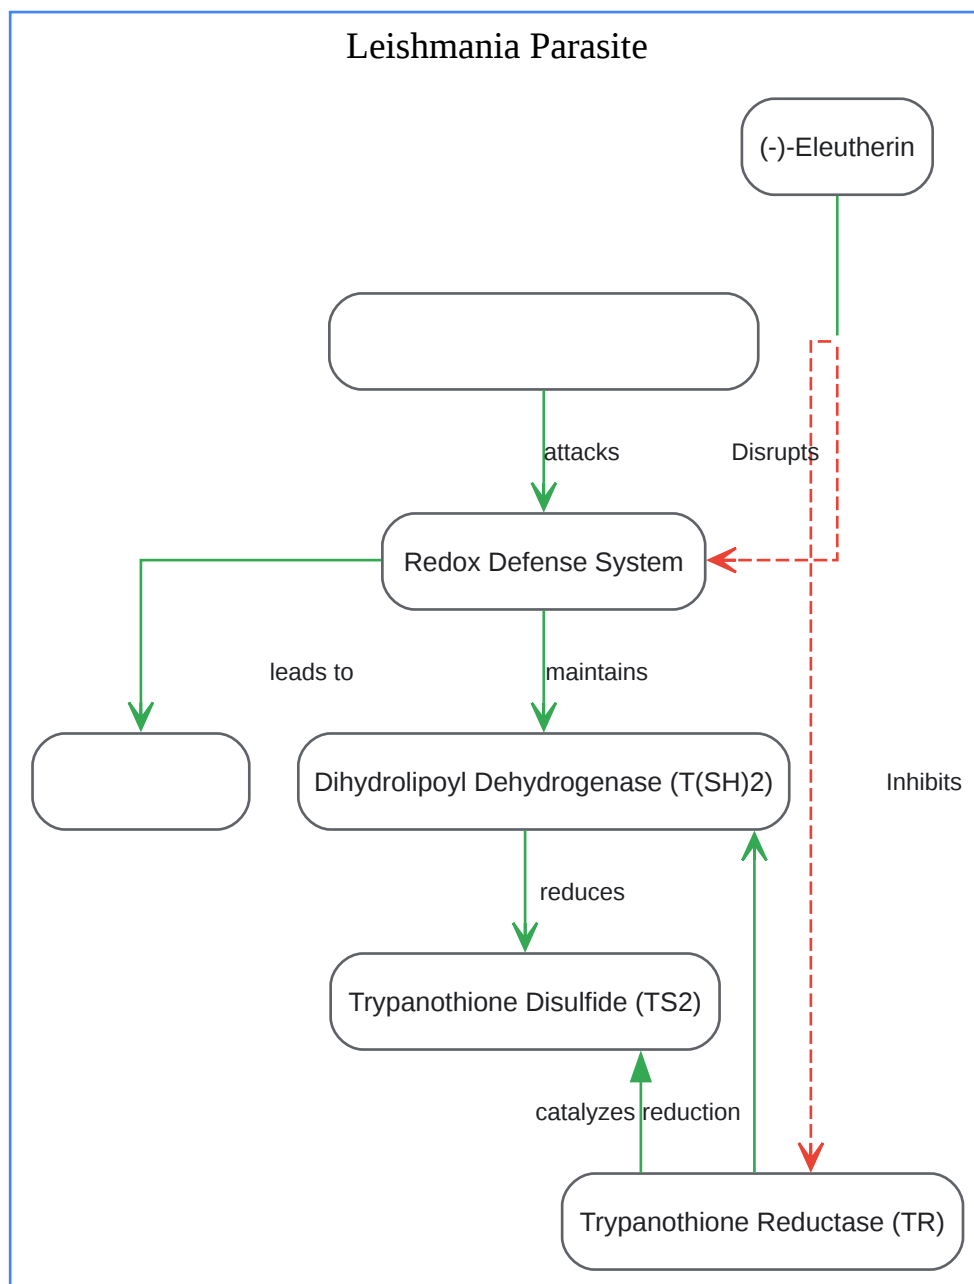 Leishmania Parasite
(-)-Eleutherin
attacks
Disrupts
Redox Defense System
leads to
maintains
Dihydrolipoyl Dehydrogenase (T(SH)2)
Inhibits
reduces
Trypanothione Disulfide (TS2)
catalyzes reduction
Trypanothione Reductase (TR)